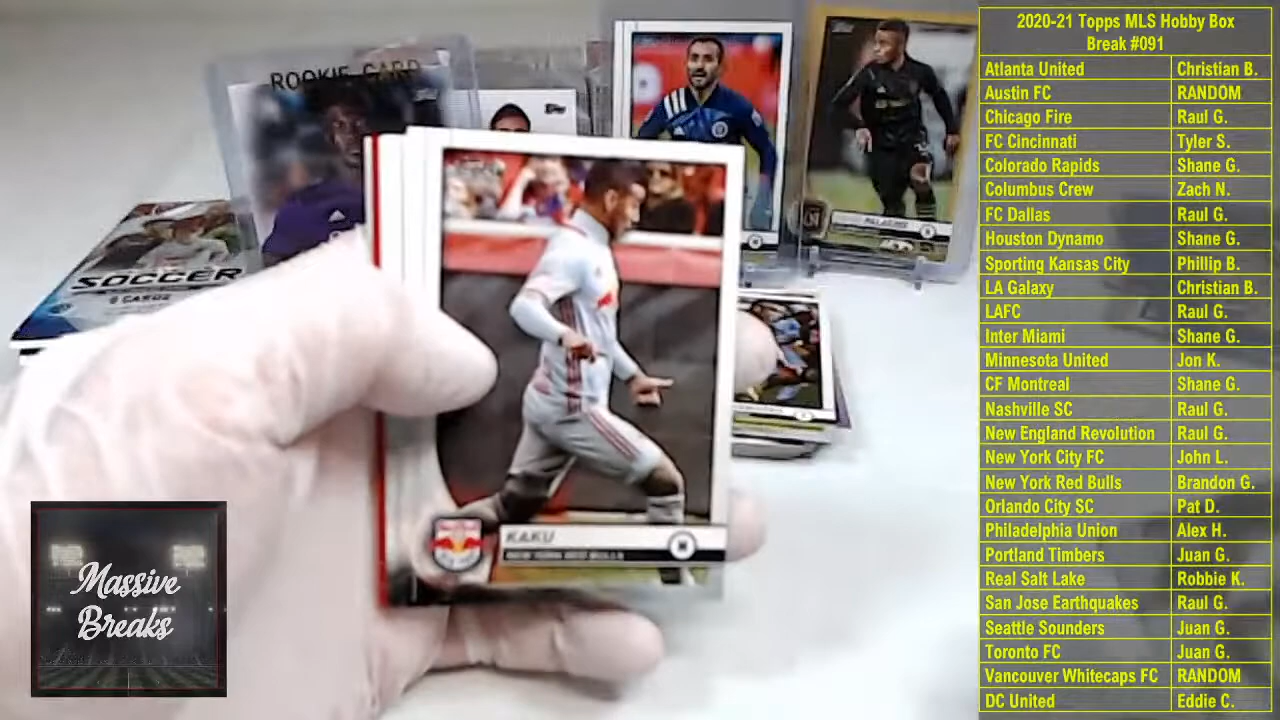 2020-21 Topps MLS Hobby Box
Break #091
Atlanta United Christian B.
Austin FC RANDOM
Chicago Fire Raul G.
FC Cincinnati Tyler S.
Colorado Rapids Shane G.
Columbus Crew Zach N.
FC Dallas Raul G.
Houston Dynamo Shane G.
Sporting Kansas City Phillip B.
LA Galaxy Christian B.
LAFC Raul G.
Inter Miami Shane G.
Minnesota United Jon K.
CF Montreal Shane G.
Nashville SC Raul G.
New England Revolution Raul G.
New York City FC John L.
New York Red Bulls Brandon G.
Orlando City SC Pat D.
Philadelphia Union Alex H.
Portland Timbers Juan G.
Real Salt Lake Robbie K.
San Jose Earthquakes Raul G.
Seattle Sounders Juan G.
Toronto FC Juan G.
Vancouver Whitecaps FC RANDOM
DC United Eddie C.
ROOKIE CARD
Topps
SOCCER
CARDS
KAKU
Massive
Breaks